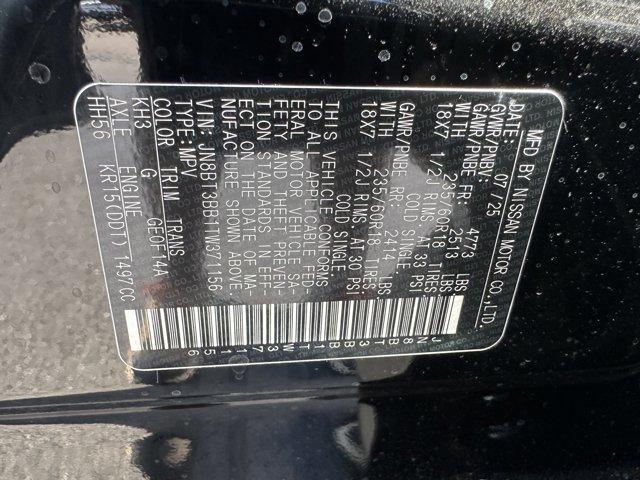 MFD BY NISSAN MOTOR CO.,LTD.
DATE: 07/25
GVWR/PNBV: 4773 LBS
GAWR/PNBE FR: 2513 LBS
WITH 235/60R18 TIRES
18X7 1/2J RIMS AT 33 PSI
COLD SINGLE
GAWR/PNBE RR: 2414 LBS
WITH 235/60R18 TIRES
18X7 1/2J RIMS AT 30 PSI
COLD SINGLE
THIS VEHICLE CONFORMS
TO ALL APPLICABLE FED-
ERAL MOTOR VEHICLE SA-
FETY AND THEFT PREVEN-
TION STANDARDS IN EFF-
ECT ON THE DATE OF MA-
NUFACTURE SHOWN ABOVE
VIN: JN8BT3BB1TW371156
TYPE: MPV
COLOR TRIM TRANS
KH3 G GE0F14A
AXLE ENGINE
HH56 KR15(DDT) 1497CC
JN8BT3BB1TW371156